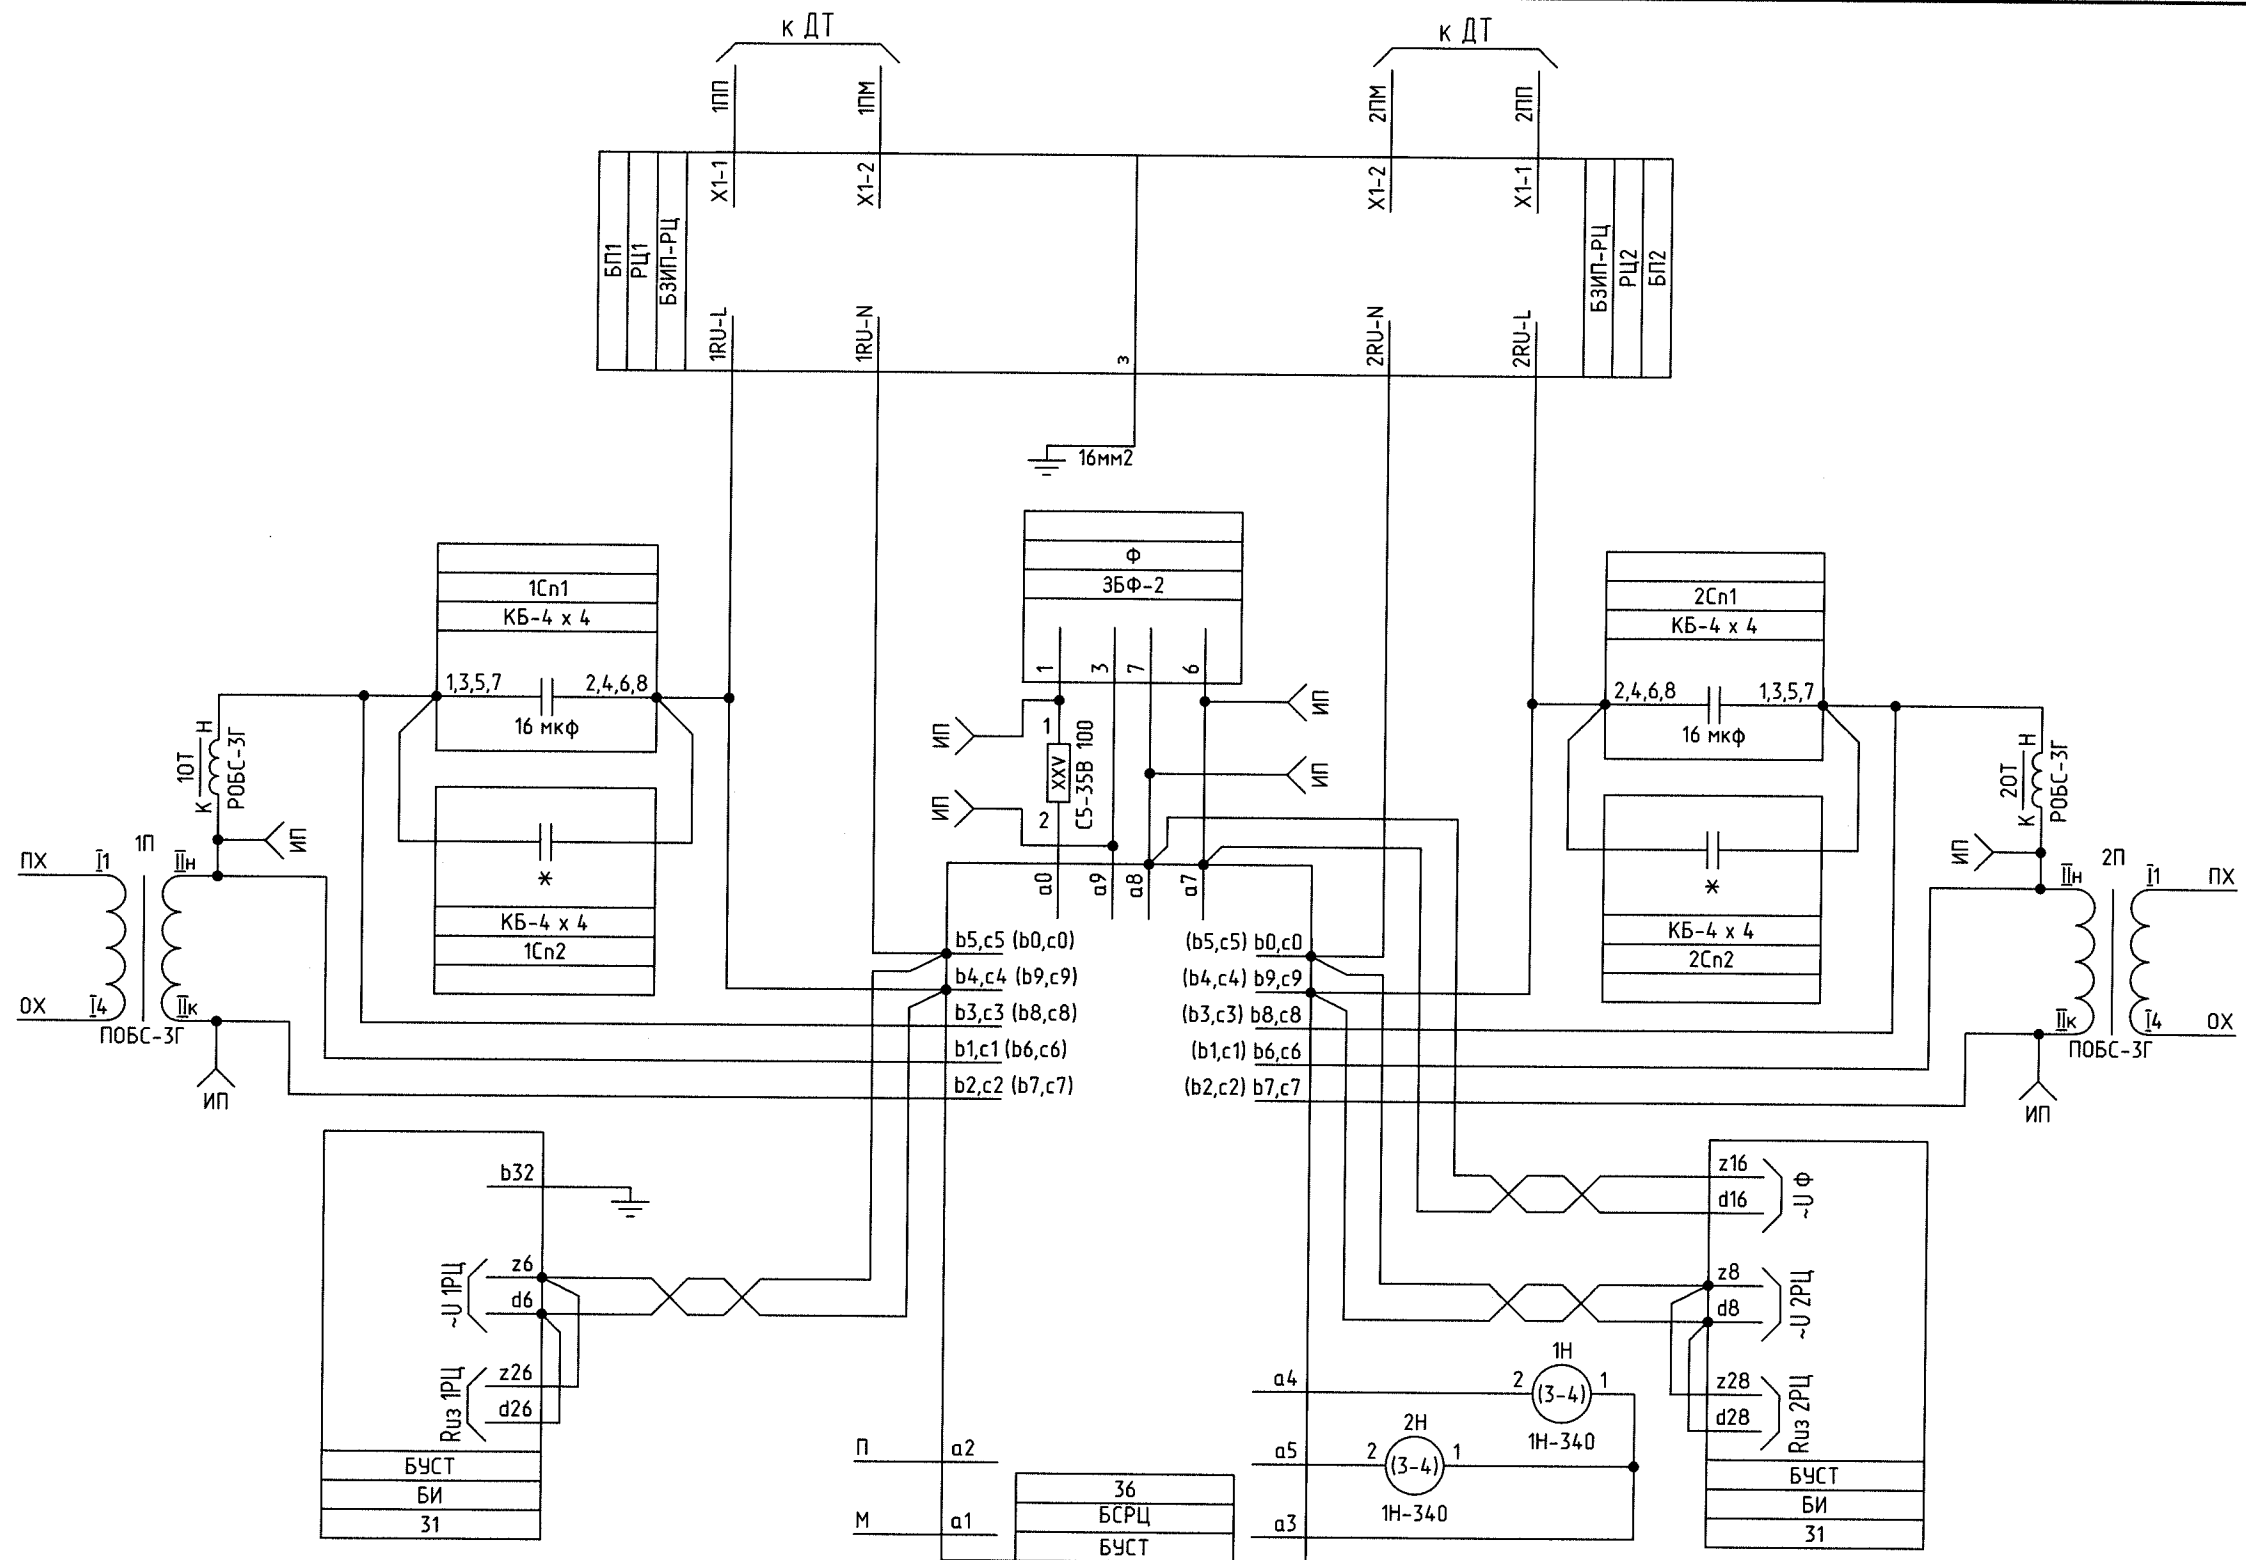 к ДТ
к ДТ
1ПП
1ПМ
2ПМ
2ПП
БП1
РЦ1
БЗИП-РЦ
X1-1
X1-2
X1-2
X1-1
БЗИП-РЦ
РЦ2
БП2
1RU-L
1RU-N
з
2RU-N
2RU-L
16мм2
Ф
ЗБФ-2
1
3
7
6
1Сп1
КБ-4 х 4
1,3,5,7
2,4,6,8
16 мкф
2Сп1
КБ-4 х 4
2,4,6,8
1,3,5,7
16 мкф
ИП
ИП
ИП
ИП
1
XXV
2
С5-35В 100
Н
1ОТ
К
РОБС-3Г
Н
2ОТ
К
РОБС-3Г
*
КБ-4 х 4
1Сп2
*
КБ-4 х 4
2Сп2
ПХ
I1
1П
IIн
ИП
ОХ
I4
IIк
ПОБС-3Г
ИП
ИП
IIн
2П
I1
ПХ
IIк
I4
ОХ
ПОБС-3Г
ИП
a0
a9
a8
a7
b5,c5 (b0,c0)
(b5,c5) b0,c0
b4,c4 (b9,c9)
(b4,c4) b9,c9
b3,c3 (b8,c8)
(b3,c3) b8,c8
b1,c1 (b6,c6)
(b1,c1) b6,c6
b2,c2 (b7,c7)
(b2,c2) b7,c7
b32
z6
d6
~U 1РЦ
z26
d26
Rиз 1РЦ
БУСТ
БИ
31
z16
d16
~U Ф
z8
d8
~U 2РЦ
z28
d28
Rиз 2РЦ
БУСТ
БИ
31
a4
2
1Н
(3-4)
1
1Н-340
a5
2
2Н
(3-4)
1
1Н-340
a3
П
a2
М
a1
36
БСРЦ
БУСТ